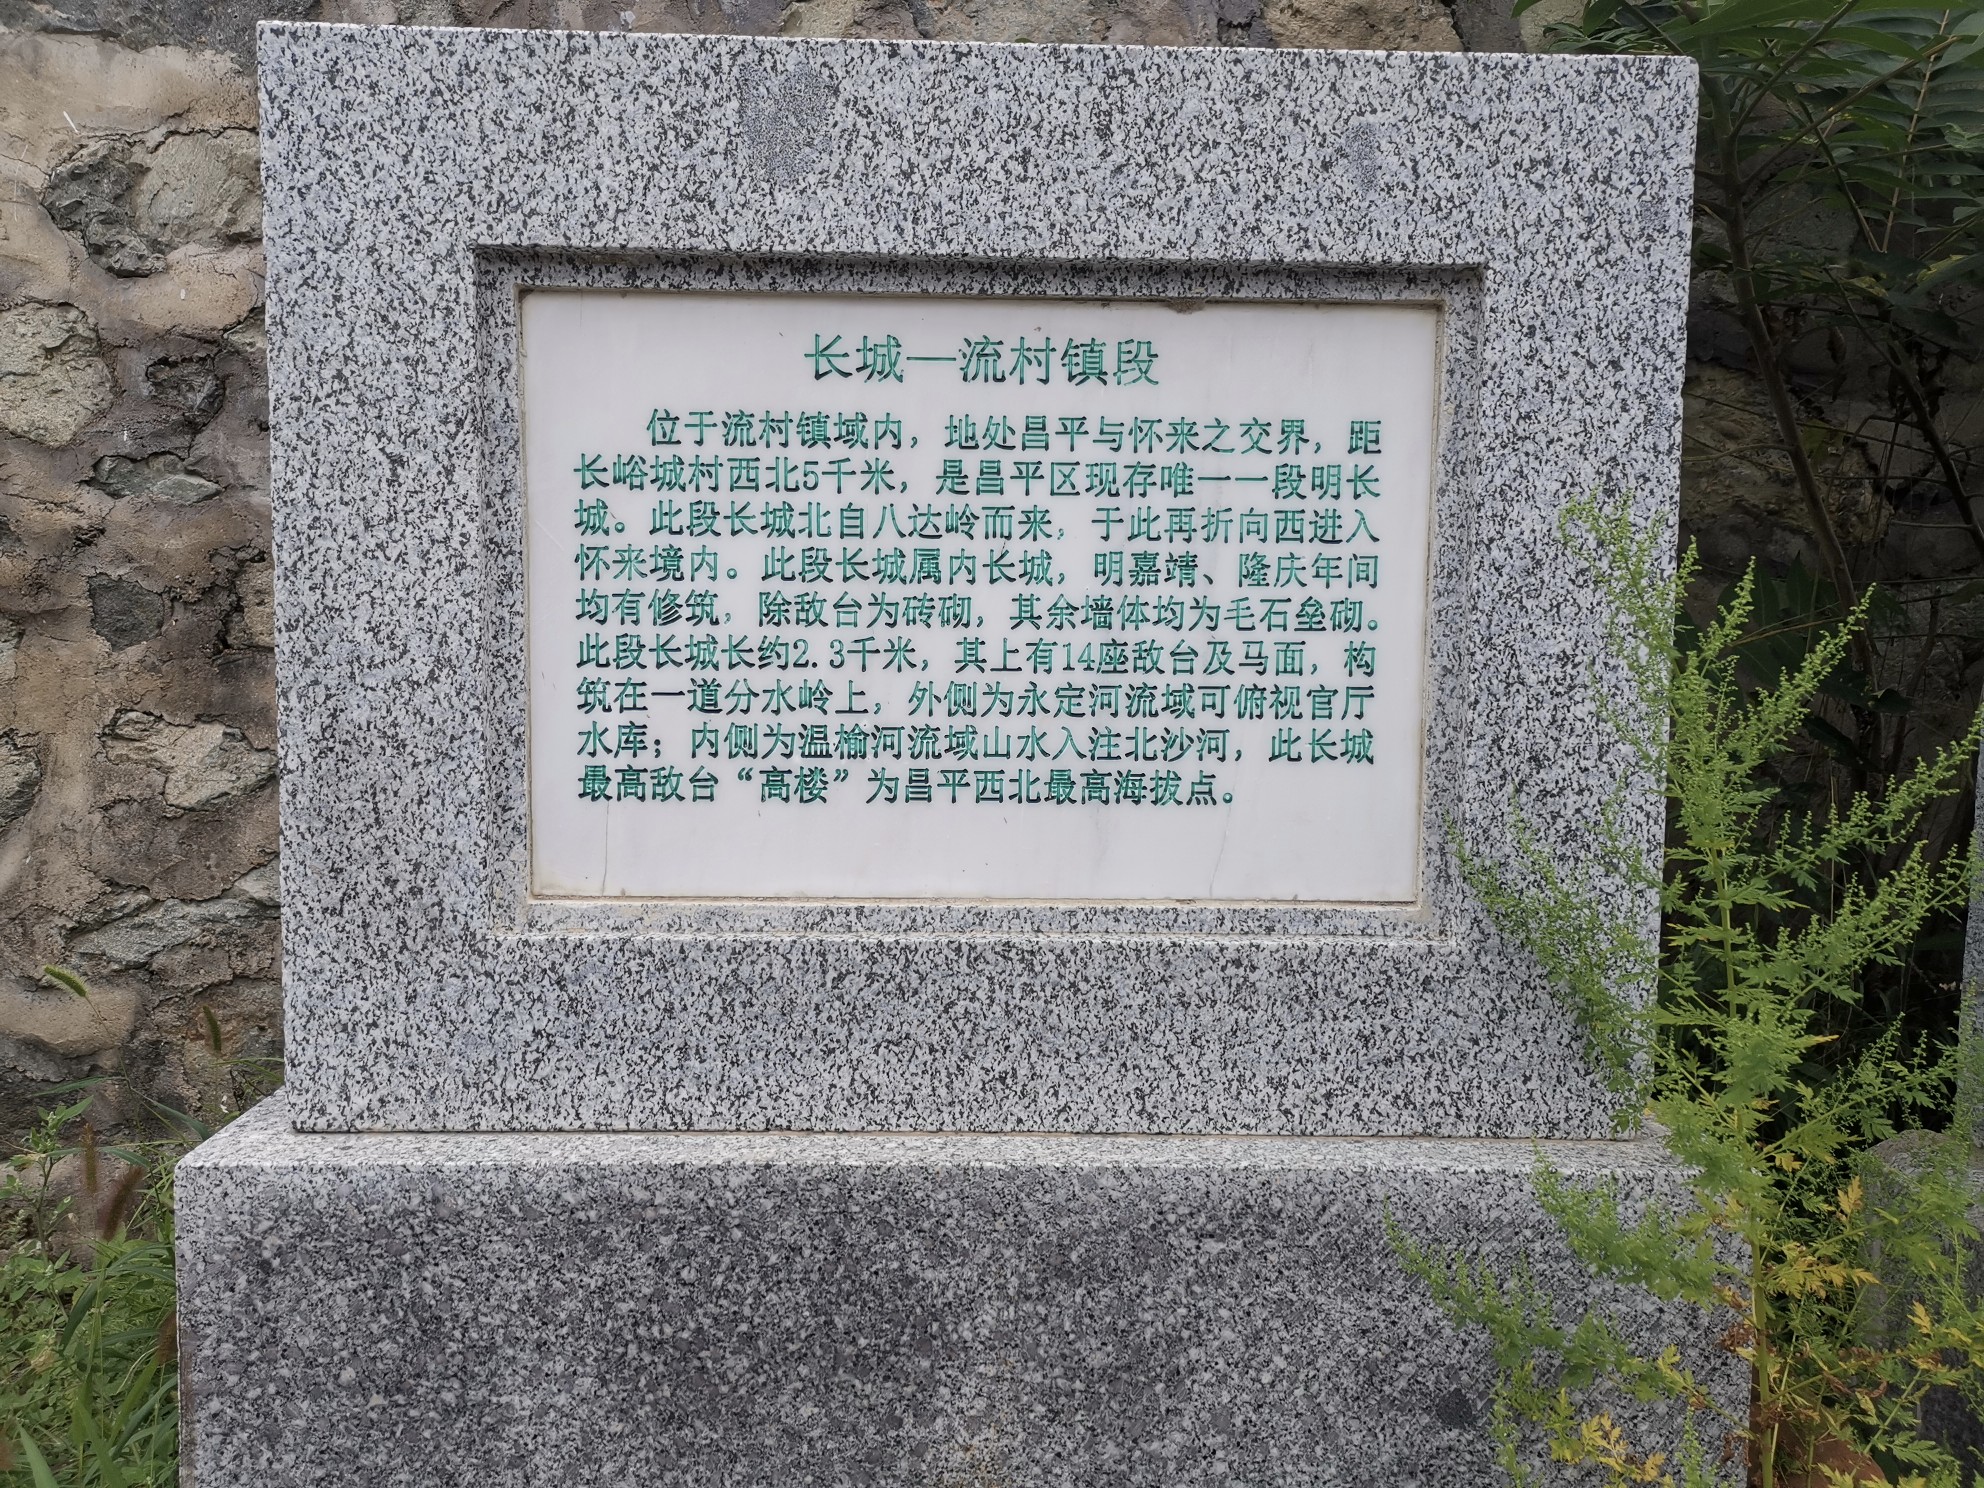 长城—流村镇段
位于流村镇域内，地处昌平与怀来之交界，距
长峪城村西北5千米，是昌平区现存唯一一段明长
城。此段长城北自八达岭而来，于此再折向西进入
怀来境内。此段长城属内长城，明嘉靖、隆庆年间
均有修筑，除敌台为砖砌，其余墙体均为毛石垒砌。
此段长城长约2.3千米，其上有14座敌台及马面，构
筑在一道分水岭上，外侧为永定河流域可俯视官厅
水库；内侧为温榆河流域山水入注北沙河，此长城
最高敌台“高楼”为昌平西北最高海拔点。